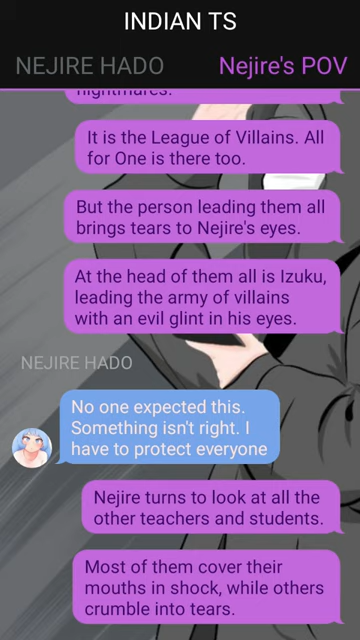 INDIAN TS
NEJIRE HADO
Nejire's POV
nightmares.
It is the League of Villains. All
for One is there too.
But the person leading them all
brings tears to Nejire's eyes.
At the head of them all is Izuku,
leading the army of villains
with an evil glint in his eyes.
NEJIRE HADO
No one expected this.
Something isn't right. I
have to protect everyone
Nejire turns to look at all the
other teachers and students.
Most of them cover their
mouths in shock, while others
crumble into tears.